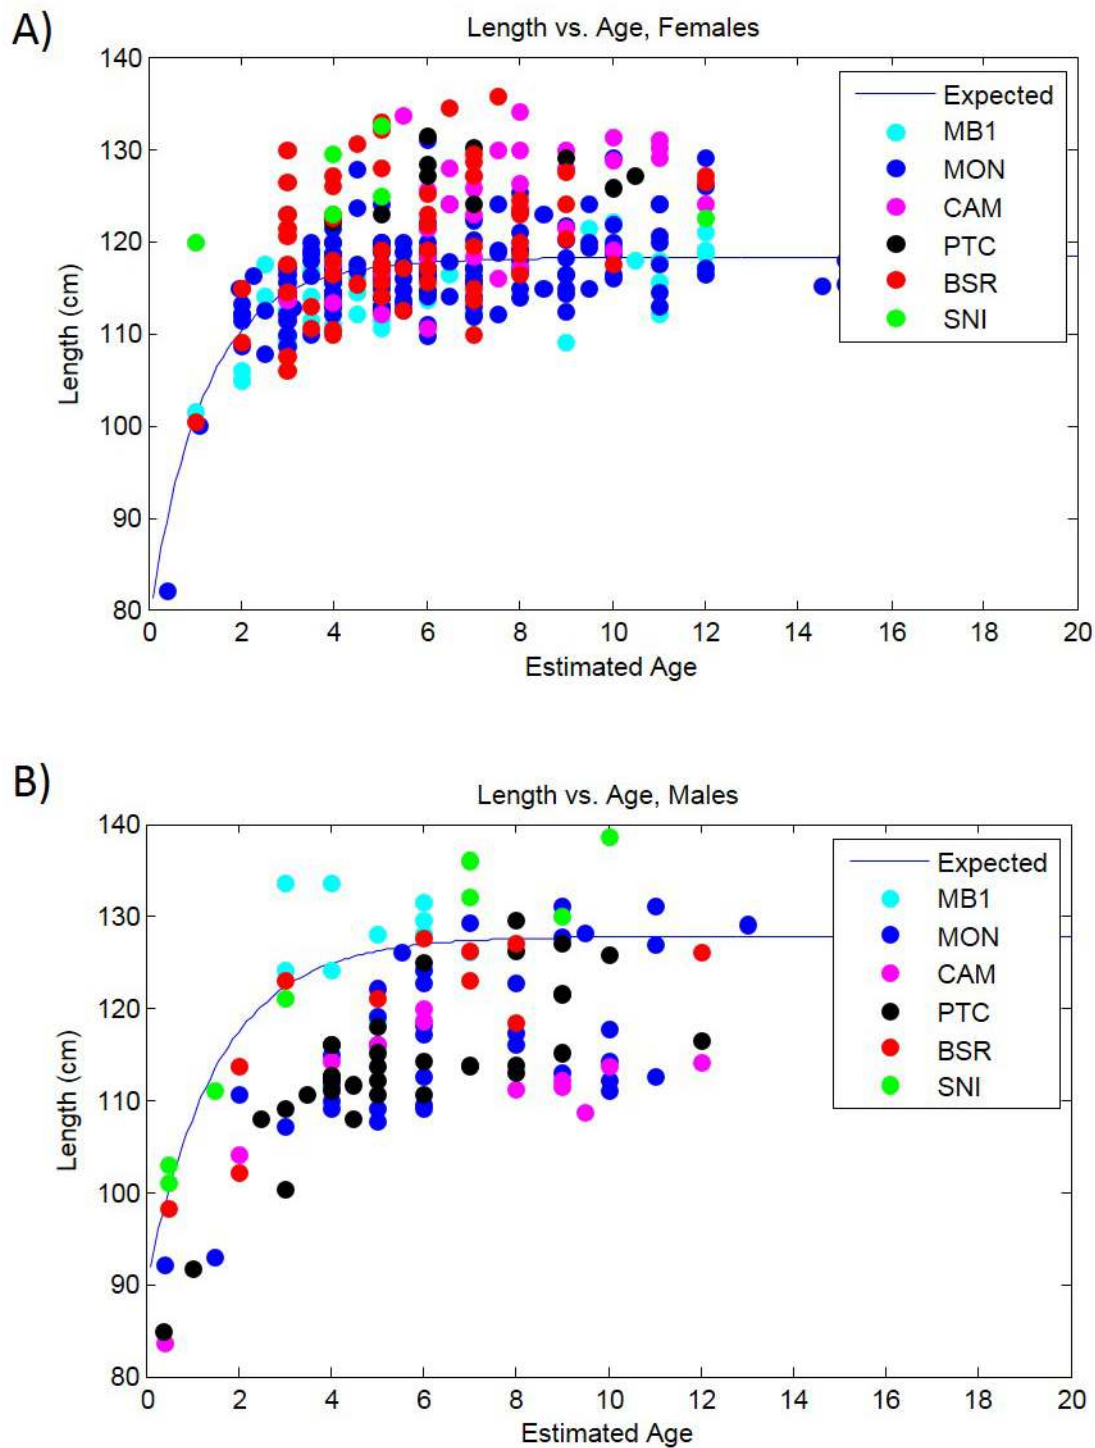 A)
Length vs. Age, Females
140
130
120
110
100
90
80
Length (cm)
0 2 4 6 8 10 12 14 16 18 20
Estimated Age
Expected
MB1
MON
CAM
PTC
BSR
SNI
B)
Length vs. Age, Males
140
130
120
110
100
90
80
Length (cm)
0 2 4 6 8 10 12 14 16 18 20
Estimated Age
Expected
MB1
MON
CAM
PTC
BSR
SNI